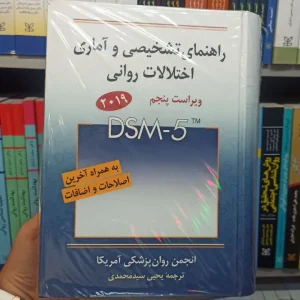 راهنمای تشخیصی و آماری
اختلالات روانی
ویراست پنجم
۲۰۱۹
DSM-5™
به همراه آخرین
اصلاحات و اضافات
انجمن روان‌پزشکی آمریکا
ترجمه یحیی سیدمحمدی